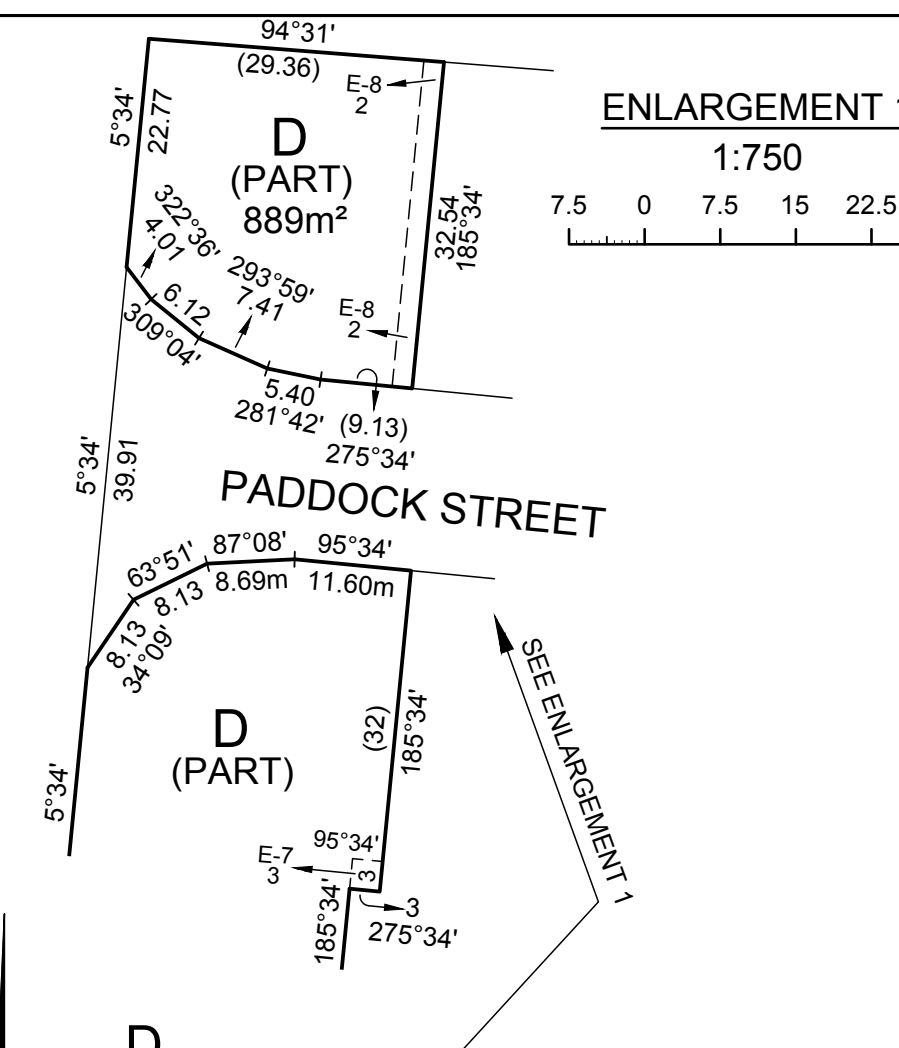 94°31'
(29.36)
E-8
2
5°34'
22.77
D
(PART)
889m²
32.54
185°34'
322°36'
4.01
293°59'
7.41
6.12
309°04'
E-8
2
5.40
281°42'
(9.13)
275°34'
ENLARGEMENT 1
1:750
7.5 0 7.5 15 22.5
5°34'
39.91
PADDOCK STREET
63°51'
8.13
87°08'
8.69m
95°34'
11.60m
8.13
34°09'
D
(PART)
(32)
185°34'
5°34'
SEE ENLARGEMENT 1
95°34'
E-7
3
3
185°34'
3
275°34'
D